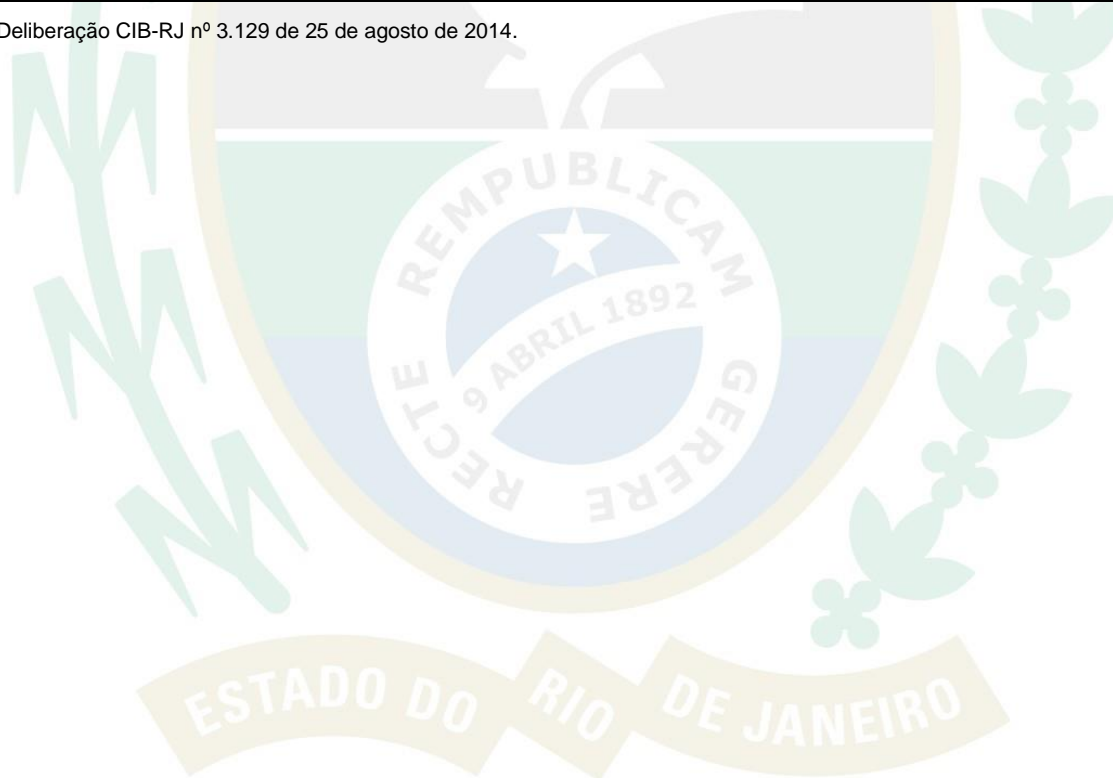 Deliberação CIB-RJ nº 3.129 de 25 de agosto de 2014.
RECTE REMPUBLICAM GERERE
9 ABRIL 1892
ESTADO DO RIO DE JANEIRO